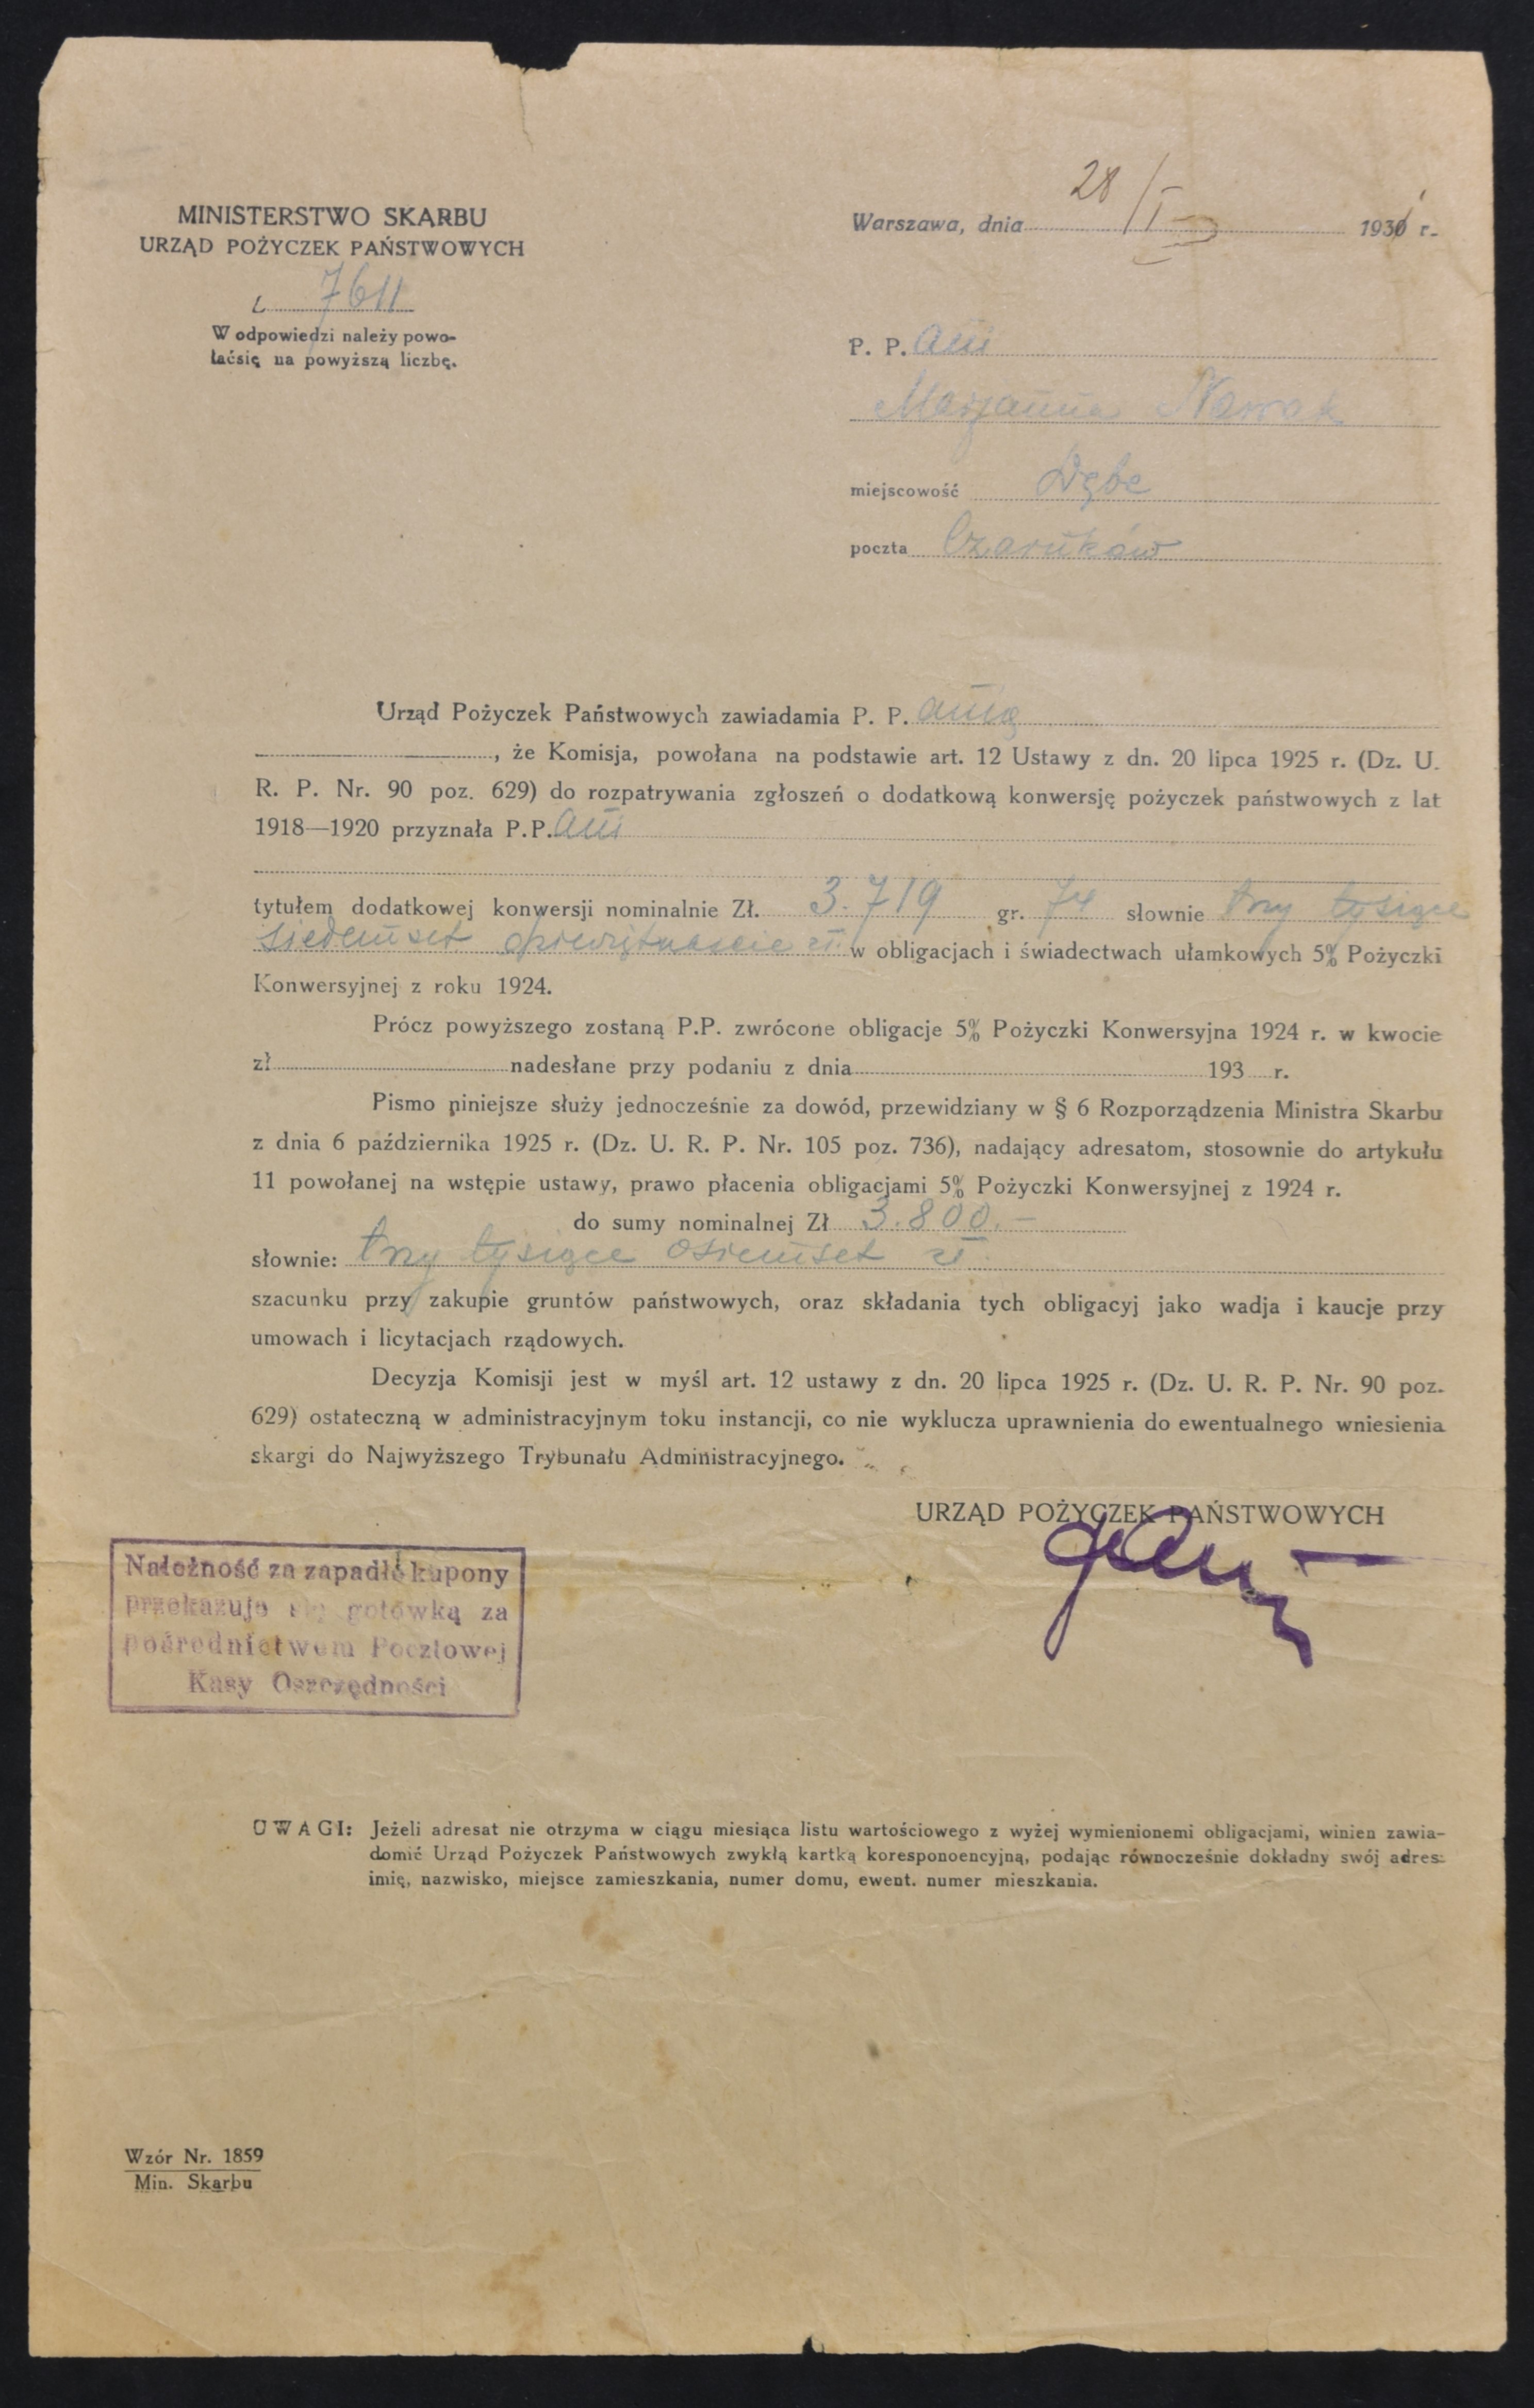 MINISTERSTWO SKARBU
URZĄD POŻYCZEK PAŃSTWOWYCH
L 7611
W odpowiedzi należy powo-
łaćsię na powyższą liczbę.
Warszawa, dnia 28/I 1931 r.
P. P. ani
Marjanna Nowak
miejscowość Dębe
poczta Czarnków
Urząd Pożyczek Państwowych zawiadamia P. P. anią
, że Komisja, powołana na podstawie art. 12 Ustawy z dn. 20 lipca 1925 r. (Dz. U.
R. P. Nr. 90 poz. 629) do rozpatrywania zgłoszeń o dodatkową konwersję pożyczek państwowych z lat
1918—1920 przyznała P.P. ani
tytułem dodatkowej konwersji nominalnie Zł. 3.719 gr. 74 słownie trzy tysiące
siedemset dziewiętnaście zł. w obligacjach i świadectwach ułamkowych 5% Pożyczki
Konwersyjnej z roku 1924.
Prócz powyższego zostaną P.P. zwrócone obligacje 5% Pożyczki Konwersyjna 1924 r. w kwocie
zł nadesłane przy podaniu z dnia 193 r.
Pismo niniejsze służy jednocześnie za dowód, przewidziany w § 6 Rozporządzenia Ministra Skarbu
z dnia 6 października 1925 r. (Dz. U. R. P. Nr. 105 poz. 736), nadający adresatom, stosownie do artykułu
11 powołanej na wstępie ustawy, prawo płacenia obligacjami 5% Pożyczki Konwersyjnej z 1924 r.
do sumy nominalnej Zł 3.800.—
słownie: trzy tysiące osiemset zł
szacunku przy zakupie gruntów państwowych, oraz składania tych obligacyj jako wadja i kaucje przy
umowach i licytacjach rządowych.
Decyzja Komisji jest w myśl art. 12 ustawy z dn. 20 lipca 1925 r. (Dz. U. R. P. Nr. 90 poz.
629) ostateczną w administracyjnym toku instancji, co nie wyklucza uprawnienia do ewentualnego wniesienia
skargi do Najwyższego Trybunału Administracyjnego.
URZĄD POŻYCZEK PAŃSTWOWYCH
Należność za zapadłe kupony
przekazuje się gotówką za
pośrednictwem Pocztowej
Kasy Oszczędności
UWAGI: Jeżeli adresat nie otrzyma w ciągu miesiąca listu wartościowego z wyżej wymienionemi obligacjami, winien zawia-
domić Urząd Pożyczek Państwowych zwykłą kartką koresponoencyjną, podając równocześnie dokładny swój adres:
imię, nazwisko, miejsce zamieszkania, numer domu, ewent. numer mieszkania.
Wzór Nr. 1859
Min. Skarbu